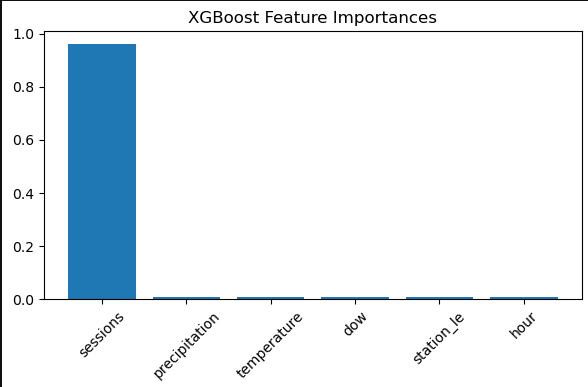 XGBoost Feature Importances
1.0
0.8
0.6
0.4
0.2
0.0
sessions
precipitation
temperature
dow
station_le
hour